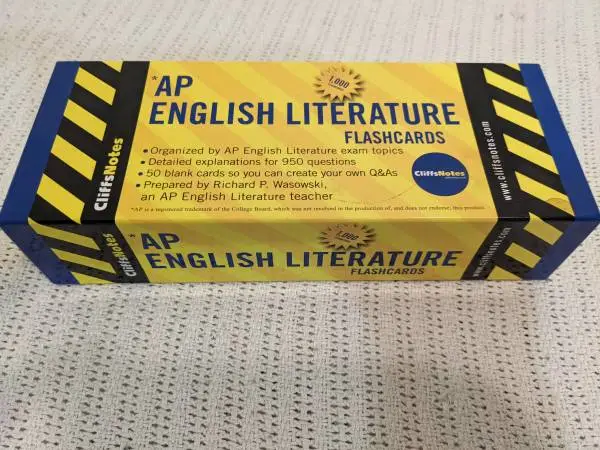 *AP
ENGLISH LITERATURE
FLASHCARDS
1,000
• Organized by AP English Literature exam topics
• Detailed explanations for 950 questions
• 50 blank cards so you can create your own Q&As
• Prepared by Richard P. Wasowski,
an AP English Literature teacher
CliffsNotes
*AP is a registered trademark of the College Board, which was not involved in the production of, and does not endorse, this product.
CliffsNotes
www.cliffsnotes.com
*AP
ENGLISH LITERATURE
FLASHCARDS
1,000
CliffsNotes
www.cliffsnotes.com